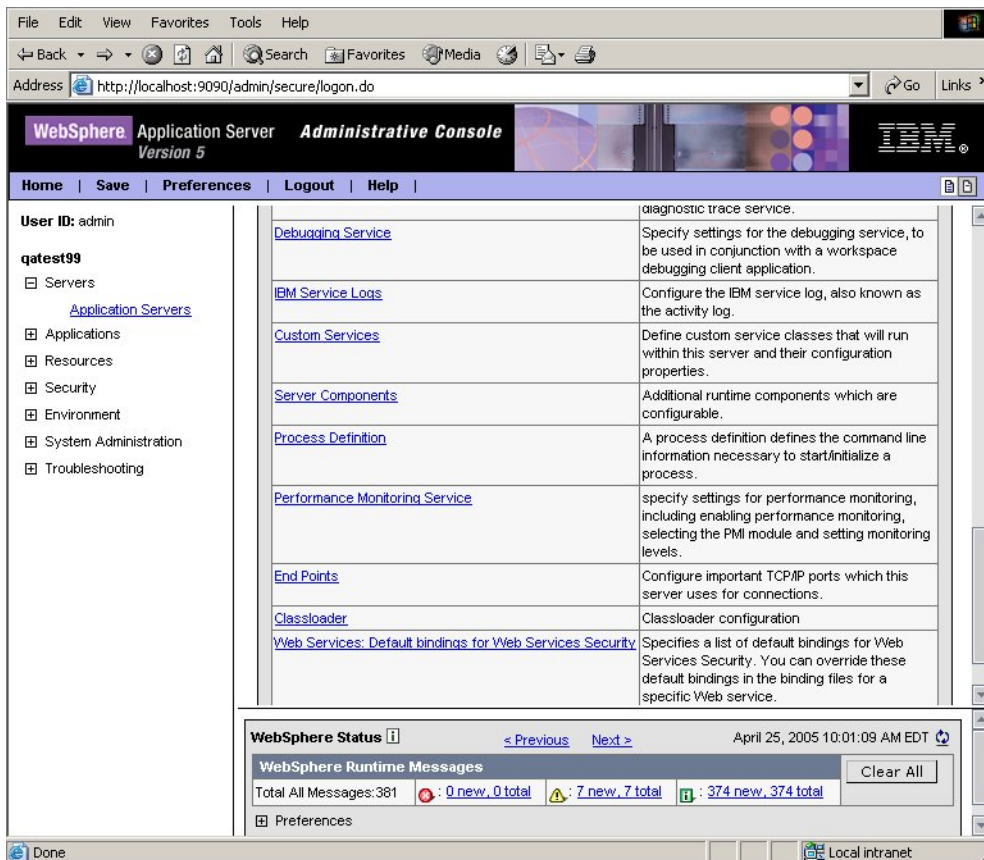 File Edit View Favorites Tools Help
Back Search Favorites Media
Address http://localhost:9090/admin/secure/logon.do Go Links »
WebSphere Application Server Administrative Console
Version 5
IBM®
Home | Save | Preferences | Logout | Help |
User ID: admin
qatest99
Servers
Application Servers
Applications
Resources
Security
Environment
System Administration
Troubleshooting
diagnostic trace service.
Debugging Service
Specify settings for the debugging service, to
be used in conjunction with a workspace
debugging client application.
IBM Service Logs
Configure the IBM service log, also known as
the activity log.
Custom Services
Define custom service classes that will run
within this server and their configuration
properties.
Server Components
Additional runtime components which are
configurable.
Process Definition
A process definition defines the command line
information necessary to start/initialize a
process.
Performance Monitoring Service
specify settings for performance monitoring,
including enabling performance monitoring,
selecting the PMI module and setting monitoring
levels.
End Points
Configure important TCP/IP ports which this
server uses for connections.
Classloader
Classloader configuration
Web Services: Default bindings for Web Services Security
Specifies a list of default bindings for Web
Services Security. You can override these
default bindings in the binding files for a
specific Web service.
WebSphere Status i < Previous Next > April 25, 2005 10:01:09 AM EDT
WebSphere Runtime Messages
Clear All
Total All Messages:381 : 0 new, 0 total : 7 new, 7 total : 374 new, 374 total
Preferences
Done Local intranet